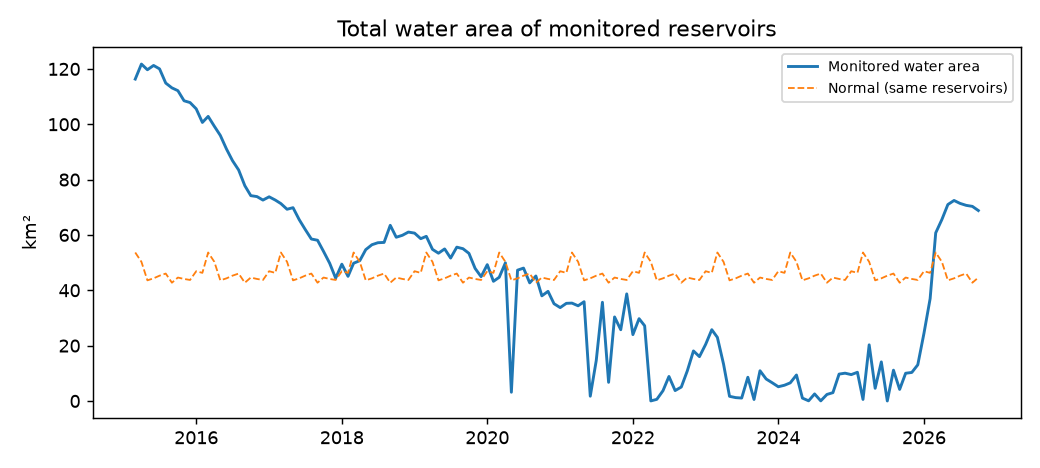 Total water area of monitored reservoirs
Monitored water area
Normal (same reservoirs)
km²
120
100
80
60
40
20
0
2016 2018 2020 2022 2024 2026